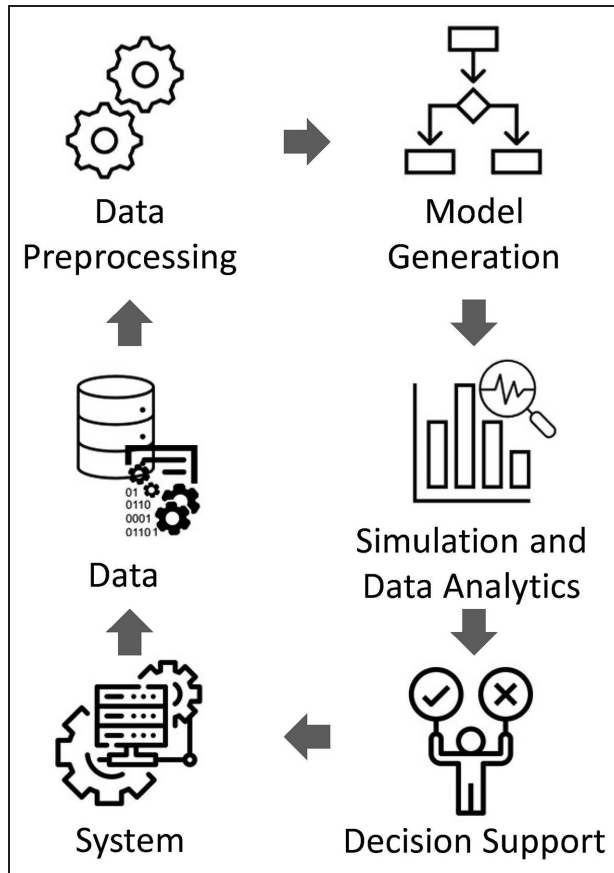 Data
Preprocessing
Model
Generation
01
0110
0001
01101
Data
Simulation and
Data Analytics
System
Decision Support